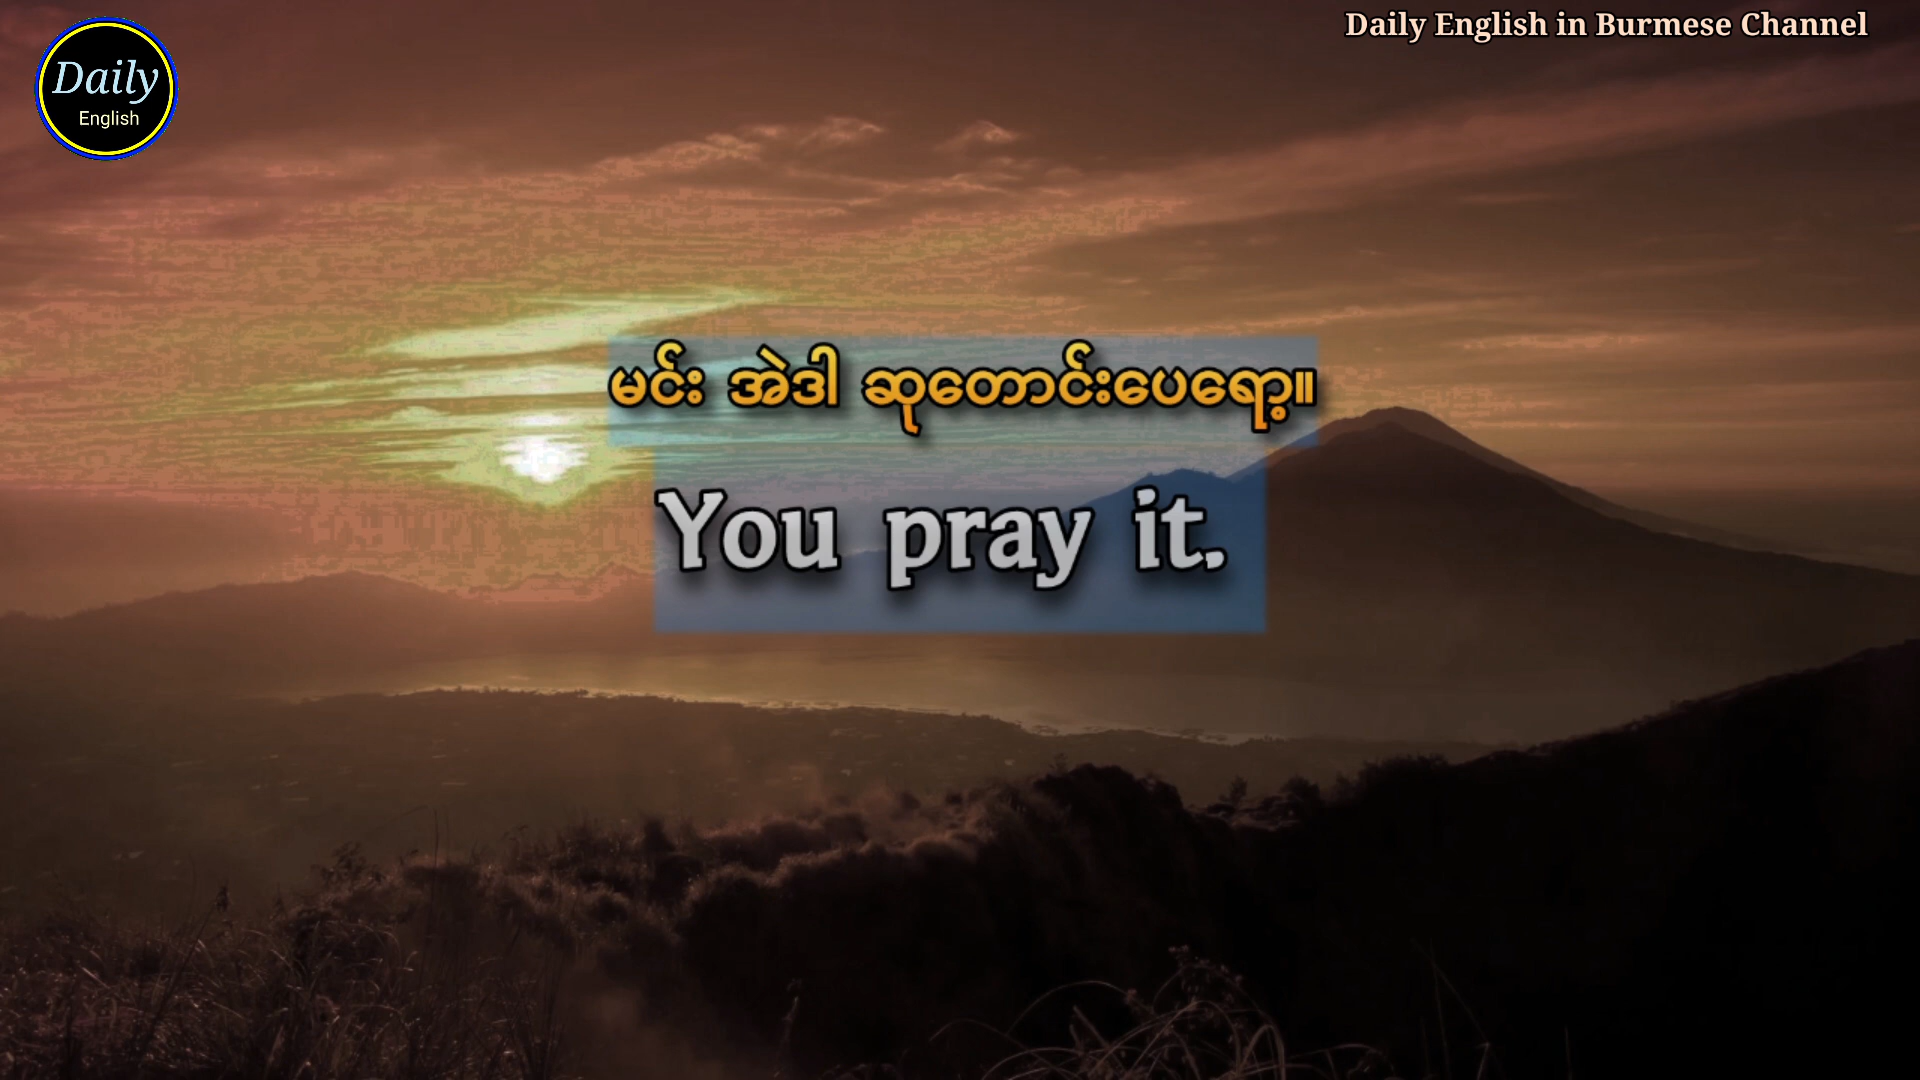 Daily English in Burmese Channel
Daily
English
မင်း အဲဒါ ဆုတောင်းပေရော့။
You pray it.